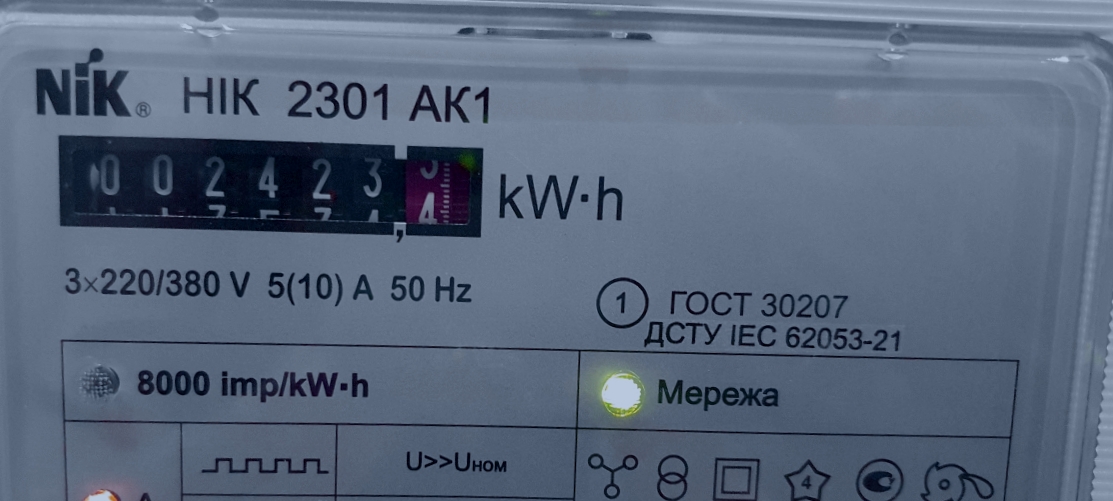 NiK® НІК 2301 АК1
002423 kW·h
,
3×220/380 V 5(10) A 50 Hz
1 ГОСТ 30207
ДСТУ IEC 62053-21
8000 imp/kW·h
Мережа
U>>Uном
4